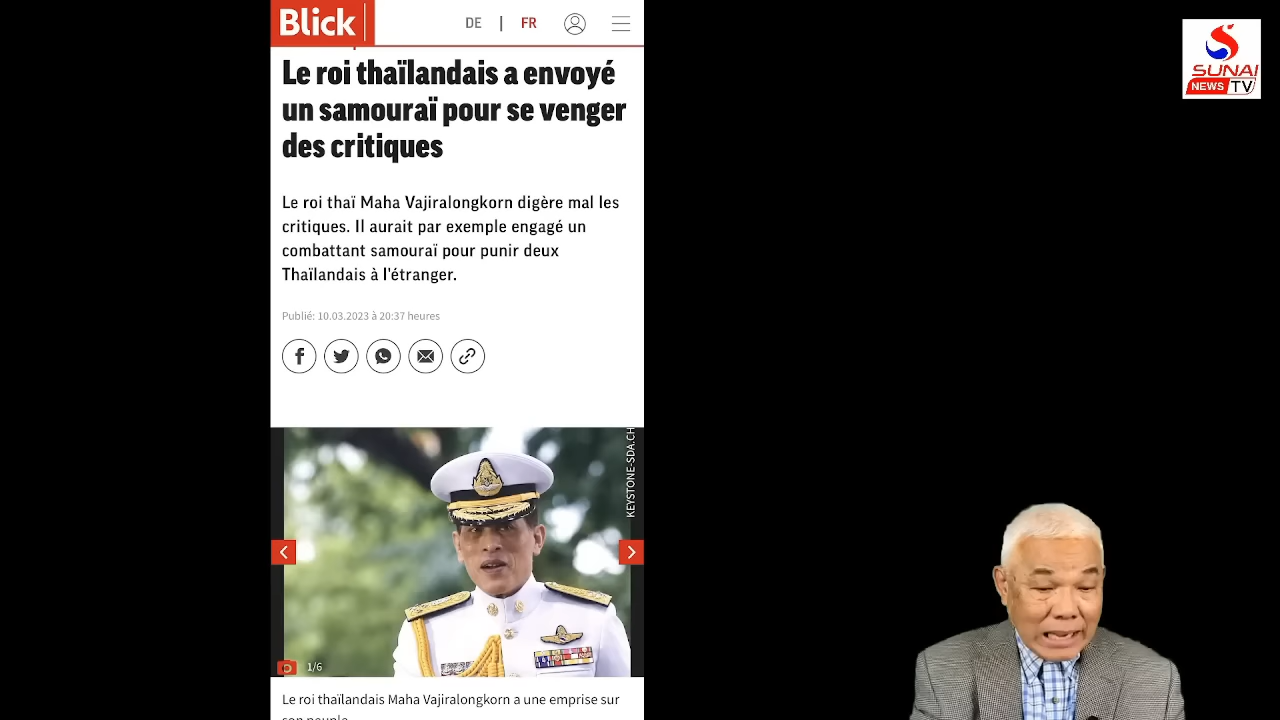 Blick
DE | FR
Le roi thaïlandais a envoyé
un samouraï pour se venger
des critiques
Le roi thaï Maha Vajiralongkorn digère mal les
critiques. Il aurait par exemple engagé un
combattant samouraï pour punir deux
Thaïlandais à l'étranger.
Publié: 10.03.2023 à 20:37 heures
KEYSTONE-SDA.CH
1/6
Le roi thaïlandais Maha Vajiralongkorn a une emprise sur
son peuple
SUNAI
NEWS TV